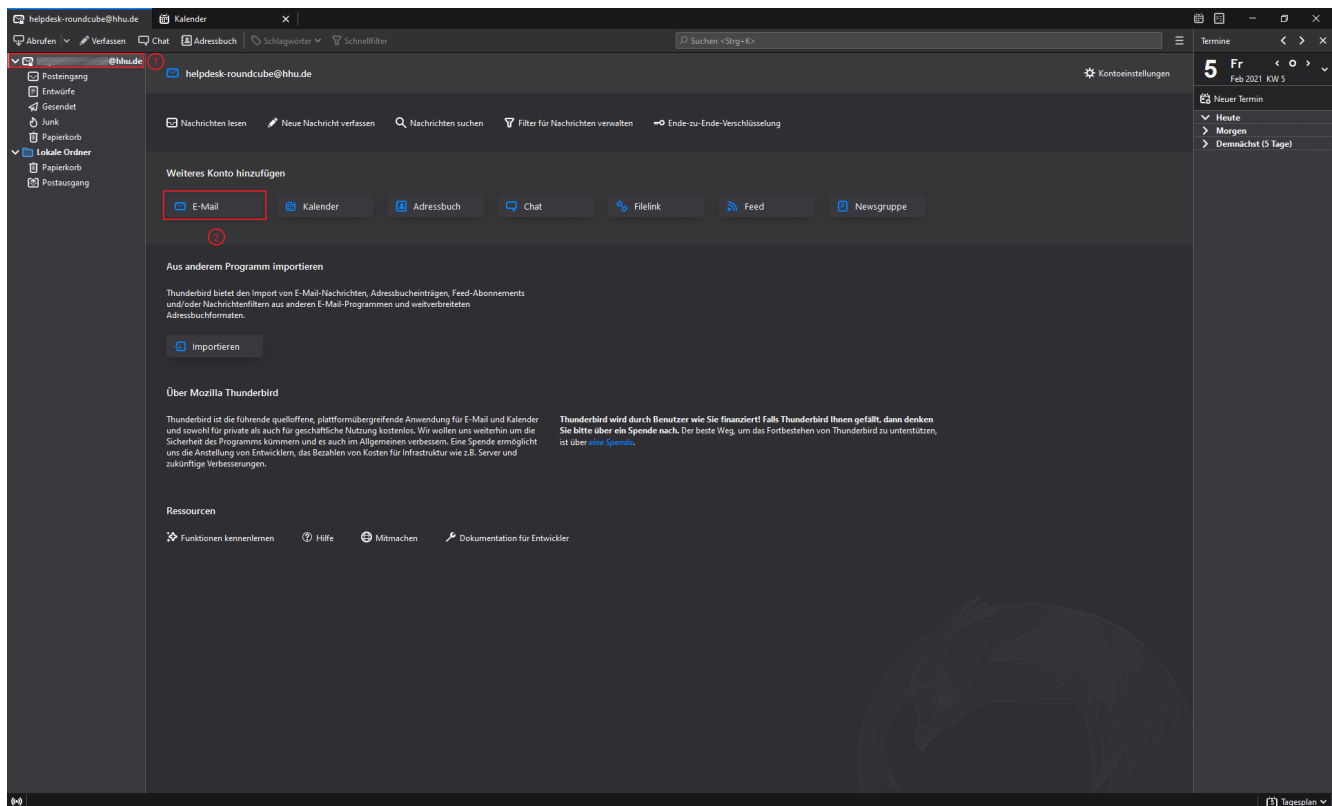 helpdesk-roundcube@hhu.de
Kalender
Abrufen
Verfassen
Chat
Adressbuch
Schlagwörter
Schnellfilter
Suchen <Strg+K>
Termine
@hhu.de
1
Posteingang
Entwürfe
Gesendet
Junk
Papierkorb
Lokale Ordner
Papierkorb
Postausgang
helpdesk-roundcube@hhu.de
Kontoeinstellungen
Nachrichten lesen
Neue Nachricht verfassen
Nachrichten suchen
Filter für Nachrichten verwalten
Ende-zu-Ende-Verschlüsselung
Weiteres Konto hinzufügen
E-Mail
Kalender
Adressbuch
Chat
Filelink
Feed
Newsgruppe
2
Aus anderem Programm importieren
Thunderbird bietet den Import von E-Mail-Nachrichten, Adressbucheinträgen, Feed-Abonnements
und/oder Nachrichtenfiltern aus anderen E-Mail-Programmen und weitverbreiteten
Adressbuchformaten.
Importieren
Über Mozilla Thunderbird
Thunderbird ist die führende quelloffene, plattformübergreifende Anwendung für E-Mail und Kalender
und sowohl für private als auch für geschäftliche Nutzung kostenlos. Wir wollen uns weiterhin um die
Sicherheit des Programms kümmern und es auch im Allgemeinen verbessern. Eine Spende ermöglicht
uns die Anstellung von Entwicklern, das Bezahlen von Kosten für Infrastruktur wie z.B. Server und
zukünftige Verbesserungen.
Thunderbird wird durch Benutzer wie Sie finanziert! Falls Thunderbird Ihnen gefällt, dann denken
Sie bitte über ein Spende nach. Der beste Weg, um das Fortbestehen von Thunderbird zu unterstützen,
ist über eine Spende.
Ressourcen
Funktionen kennenlernen
Hilfe
Mitmachen
Dokumentation für Entwickler
5
Fr
Feb 2021 KW 5
Neuer Termin
Heute
Morgen
Demnächst (5 Tage)
Tagesplan